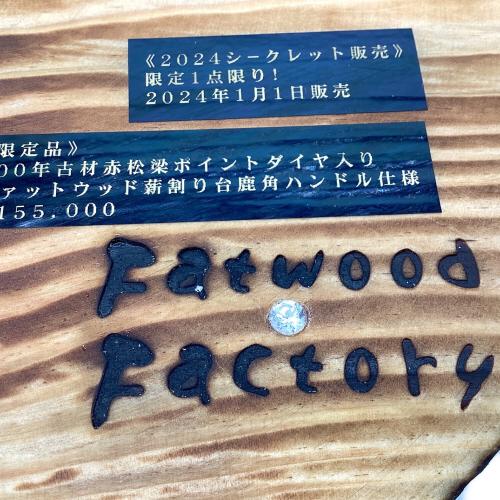 《2024シークレット販売》
限定1点限り!
2024年1月1日販売
限定品》
00年古材赤松梁ポイントダイヤ入り
ァットウッド薪割り台鹿角ハンドル仕様
155.000
Fatwood
Factory